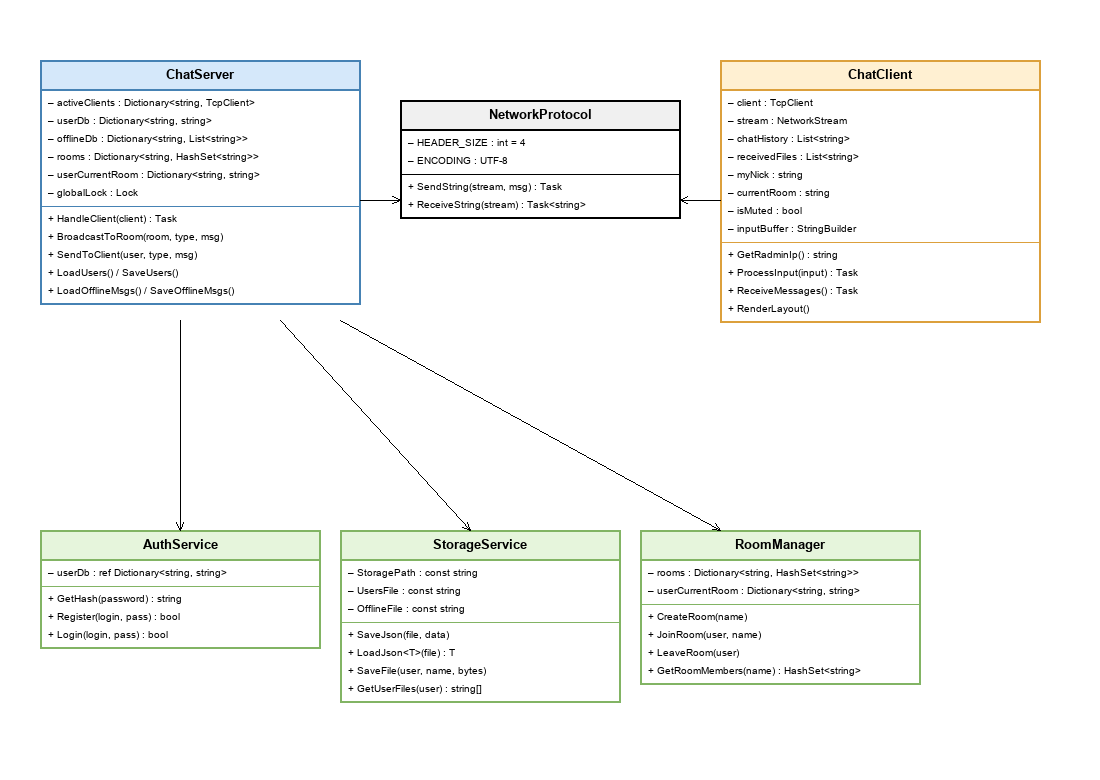 ChatServer
– activeClients : Dictionary<string, TcpClient>
– userDb : Dictionary<string, string>
– offlineDb : Dictionary<string, List<string>>
– rooms : Dictionary<string, HashSet<string>>
– userCurrentRoom : Dictionary<string, string>
– globalLock : Lock
+ HandleClient(client) : Task
+ BroadcastToRoom(room, type, msg)
+ SendToClient(user, type, msg)
+ LoadUsers() / SaveUsers()
+ LoadOfflineMsgs() / SaveOfflineMsgs()
NetworkProtocol
– HEADER_SIZE : int = 4
– ENCODING : UTF-8
+ SendString(stream, msg) : Task
+ ReceiveString(stream) : Task<string>
ChatClient
– client : TcpClient
– stream : NetworkStream
– chatHistory : List<string>
– receivedFiles : List<string>
– myNick : string
– currentRoom : string
– isMuted : bool
– inputBuffer : StringBuilder
+ GetRadminIp() : string
+ ProcessInput(input) : Task
+ ReceiveMessages() : Task
+ RenderLayout()
AuthService
– userDb : ref Dictionary<string, string>
+ GetHash(password) : string
+ Register(login, pass) : bool
+ Login(login, pass) : bool
StorageService
– StoragePath : const string
– UsersFile : const string
– OfflineFile : const string
+ SaveJson(file, data)
+ LoadJson<T>(file) : T
+ SaveFile(user, name, bytes)
+ GetUserFiles(user) : string[]
RoomManager
– rooms : Dictionary<string, HashSet<string>>
– userCurrentRoom : Dictionary<string, string>
+ CreateRoom(name)
+ JoinRoom(user, name)
+ LeaveRoom(user)
+ GetRoomMembers(name) : HashSet<string>